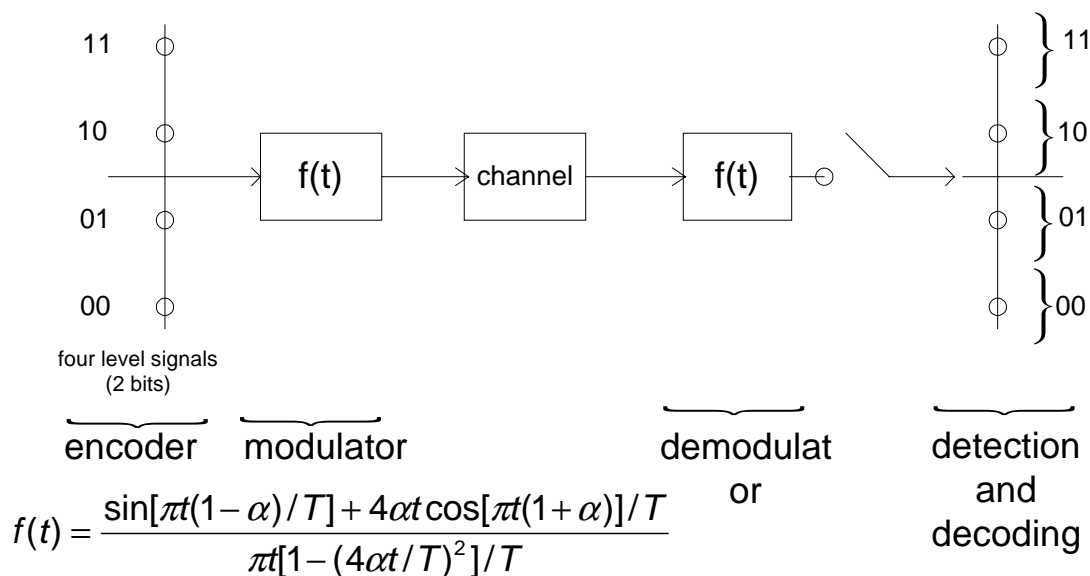 11
10
01
00
f(t)
channel
f(t)
11
10
01
00
four level signals
(2 bits)
encoder
modulator
demodulat
or
detection
and
decoding
f(t) = sin[πt(1−α)/T] + 4αt cos[πt(1+α)]/T
πt[1−(4αt/T)²]/T